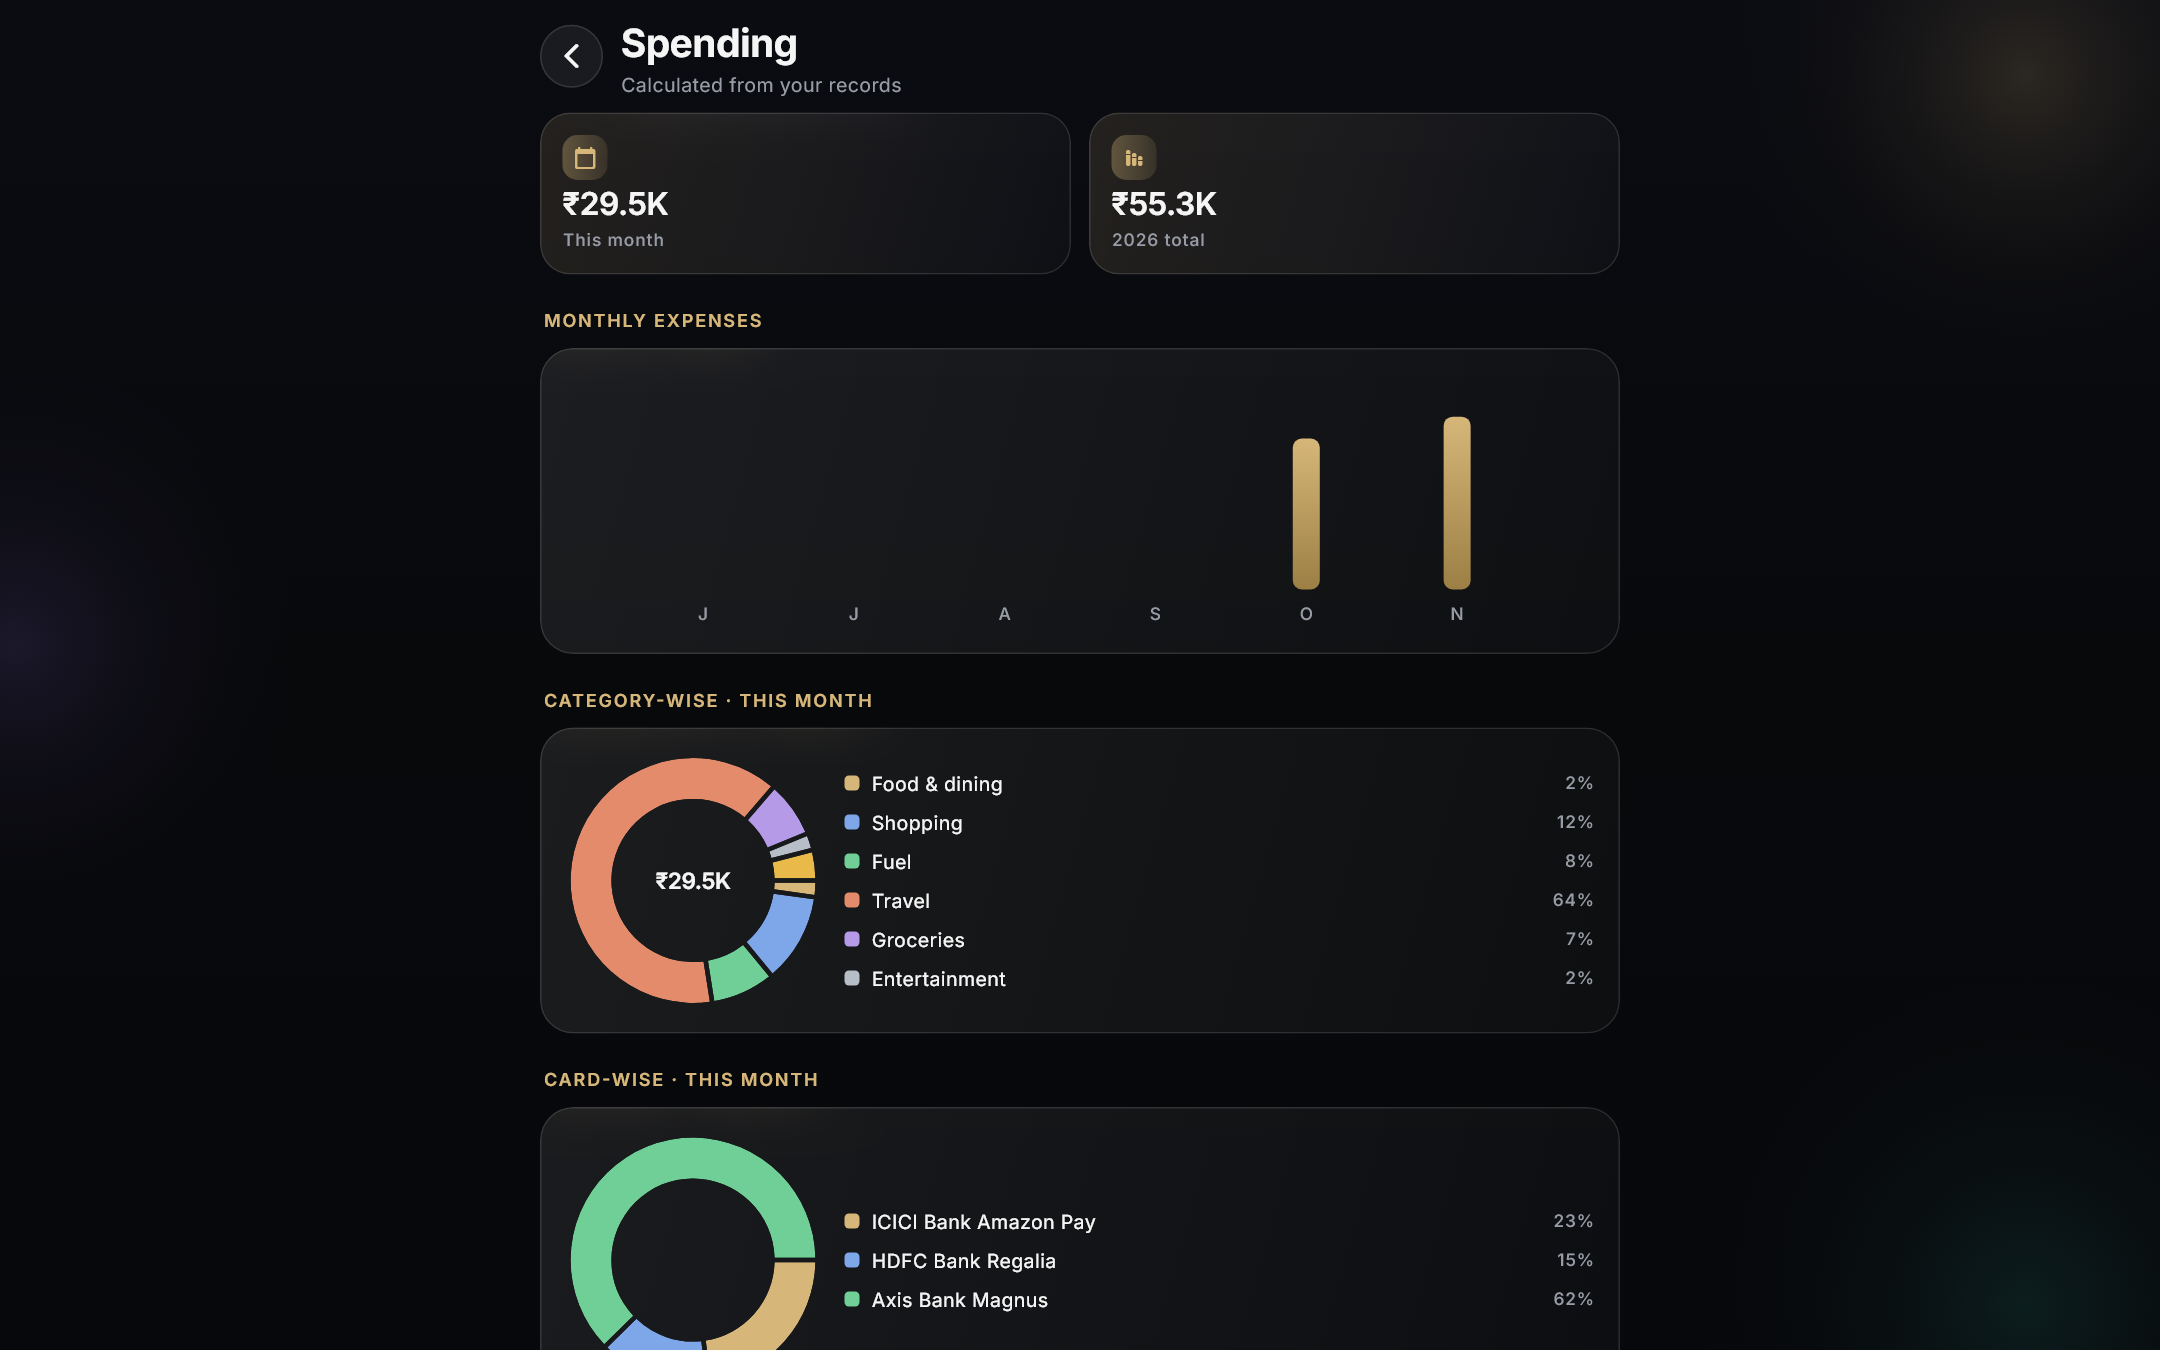 Spending
Calculated from your records
₹29.5K
This month
₹55.3K
2026 total
MONTHLY EXPENSES
J J A S O N
CATEGORY-WISE · THIS MONTH
₹29.5K
Food & dining 2%
Shopping 12%
Fuel 8%
Travel 64%
Groceries 7%
Entertainment 2%
CARD-WISE · THIS MONTH
ICICI Bank Amazon Pay 23%
HDFC Bank Regalia 15%
Axis Bank Magnus 62%